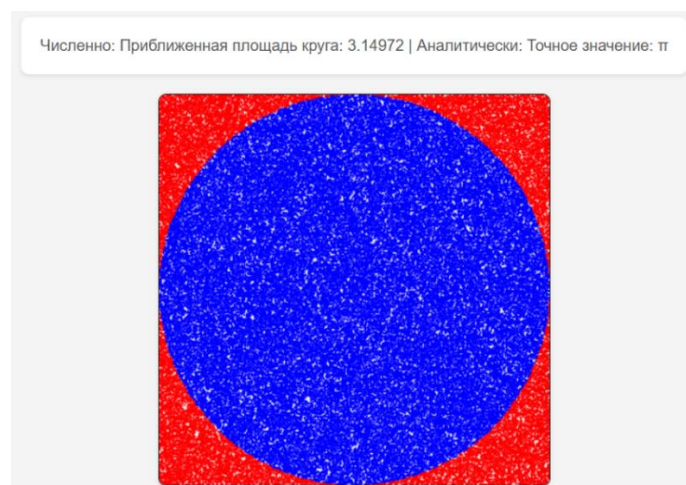 Численно: Приближенная площадь круга: 3.14972 | Аналитически: Точное значение: π